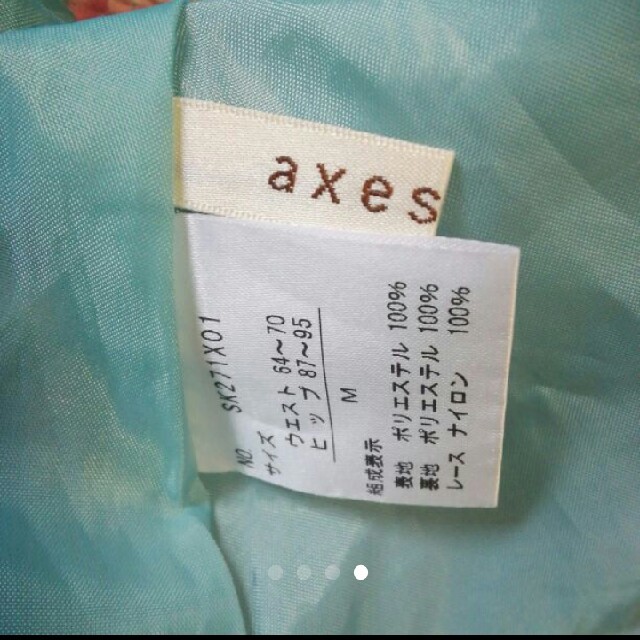 axes
NO. SK271X01
サイズ
ウエスト 64～70
ヒップ 87～95
M
組成表示
表地 ポリエステル 100%
裏地 ポリエステル 100%
レース ナイロン 100%